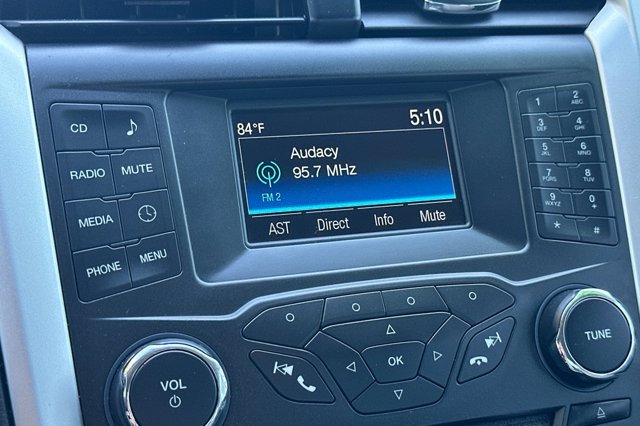 84°F 5:10
Audacy
95.7 MHz
FM 2
AST Direct Info Mute
CD
RADIO MUTE
MEDIA
PHONE MENU
1 2 ABC
3 DEF 4 GHI
5 JKL 6 MNO
7 PQRS 8 TUV
9 WXYZ 0 +
* #
OK
VOL
TUNE